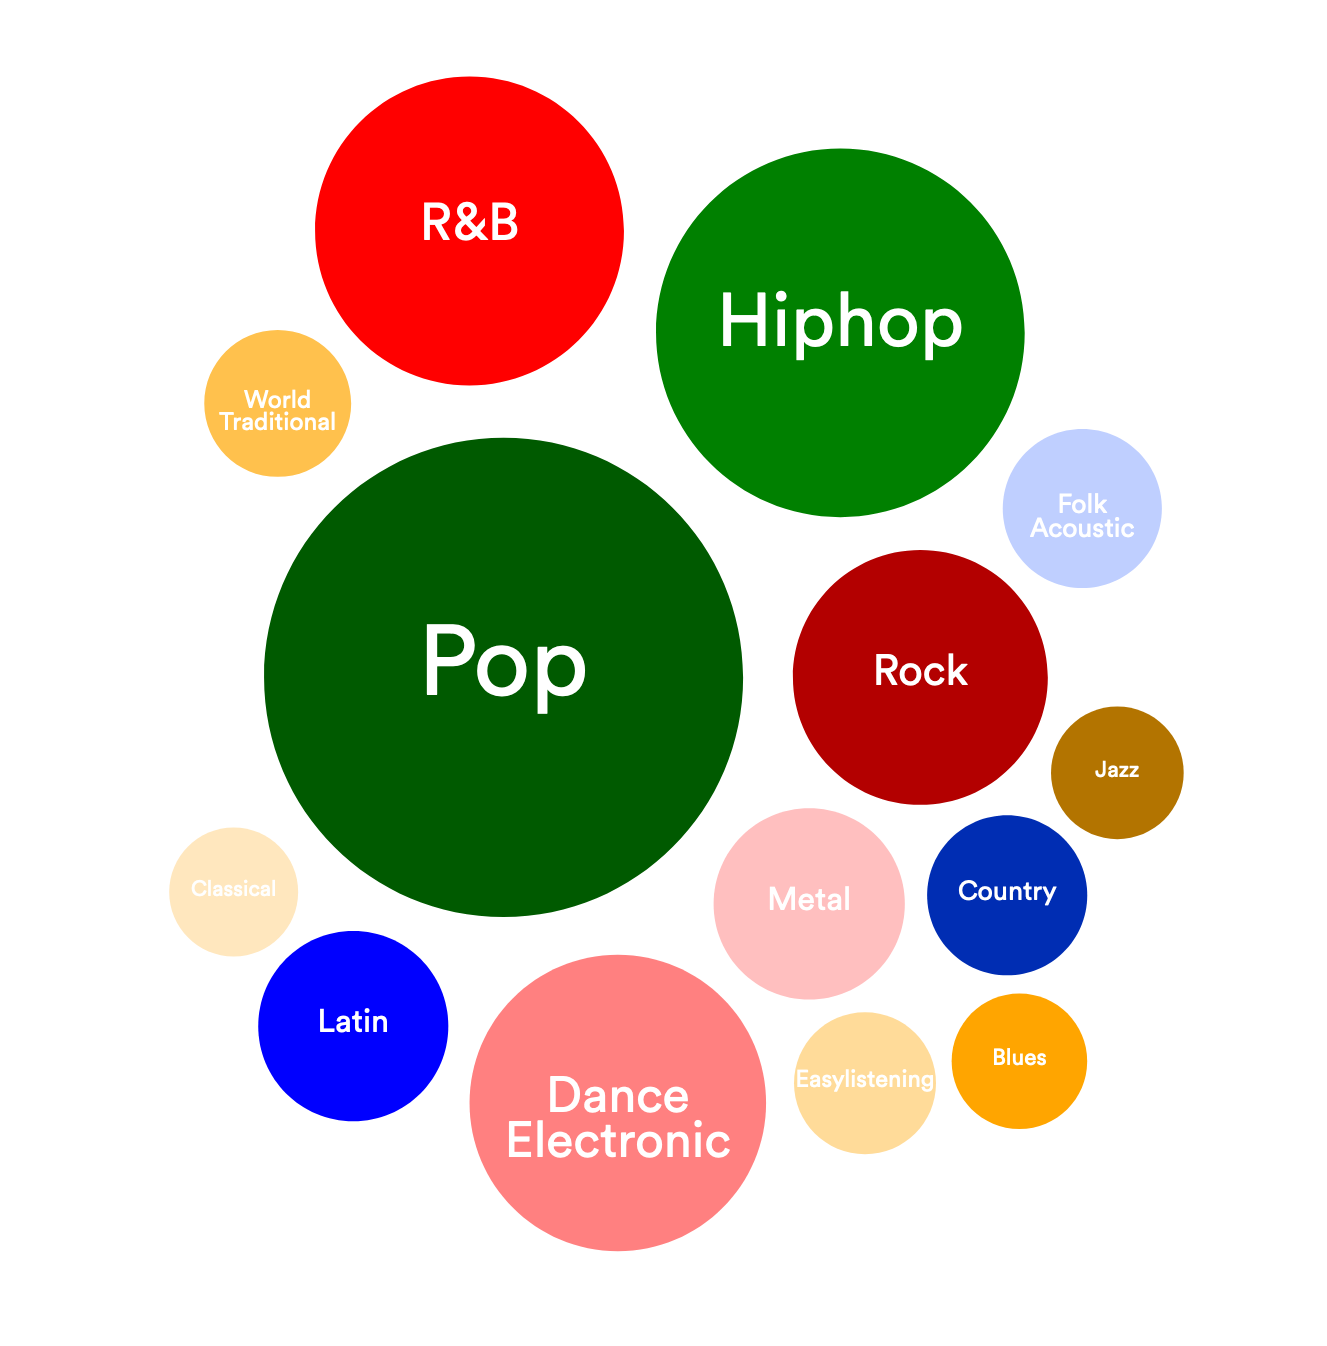 R&B
Hiphop
World
Traditional
Folk
Acoustic
Pop
Rock
Jazz
Classical
Metal
Country
Latin
Dance
Electronic
Easylistening
Blues